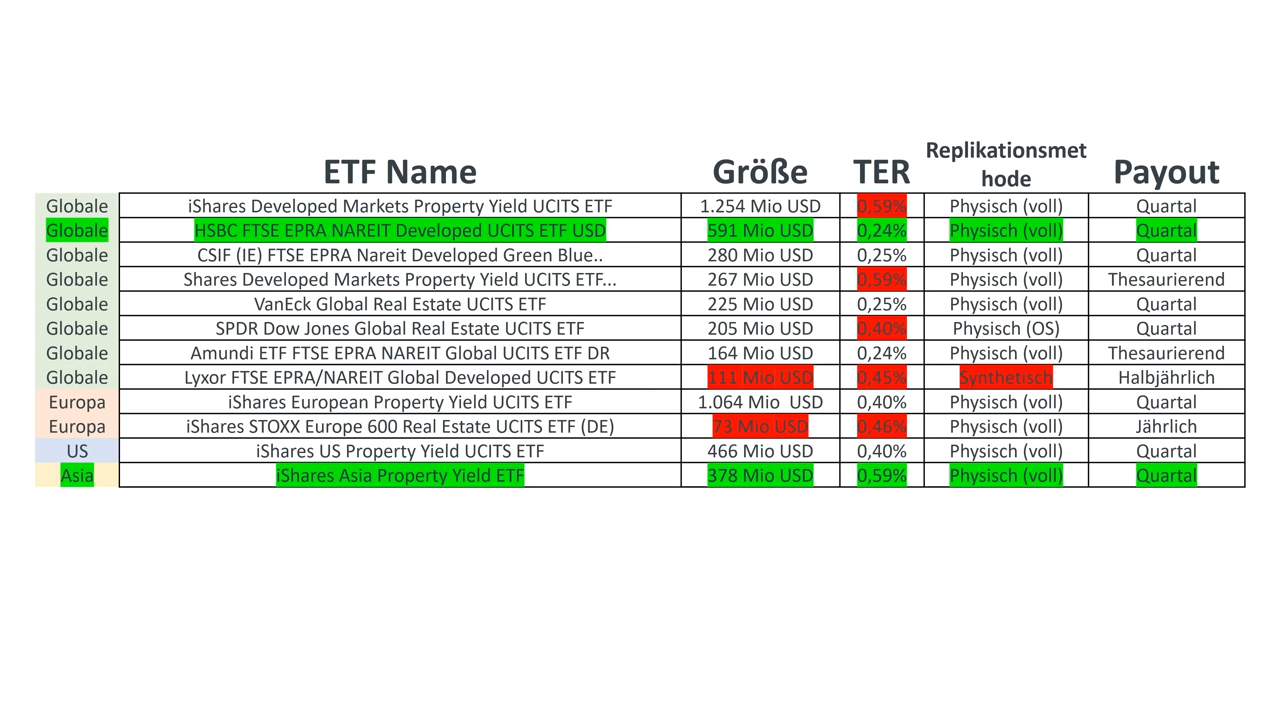 ETF Name Größe TER Replikationsmet
hode Payout
Globale iShares Developed Markets Property Yield UCITS ETF 1.254 Mio USD 0,59% Physisch (voll) Quartal
Globale HSBC FTSE EPRA NAREIT Developed UCITS ETF USD 591 Mio USD 0,24% Physisch (voll) Quartal
Globale CSIF (IE) FTSE EPRA Nareit Developed Green Blue.. 280 Mio USD 0,25% Physisch (voll) Quartal
Globale Shares Developed Markets Property Yield UCITS ETF... 267 Mio USD 0,59% Physisch (voll) Thesaurierend
Globale VanEck Global Real Estate UCITS ETF 225 Mio USD 0,25% Physisch (voll) Quartal
Globale SPDR Dow Jones Global Real Estate UCITS ETF 205 Mio USD 0,40% Physisch (OS) Quartal
Globale Amundi ETF FTSE EPRA NAREIT Global UCITS ETF DR 164 Mio USD 0,24% Physisch (voll) Thesaurierend
Globale Lyxor FTSE EPRA/NAREIT Global Developed UCITS ETF 111 Mio USD 0,45% Synthetisch Halbjährlich
Europa iShares European Property Yield UCITS ETF 1.064 Mio USD 0,40% Physisch (voll) Quartal
Europa iShares STOXX Europe 600 Real Estate UCITS ETF (DE) 73 Mio USD 0,46% Physisch (voll) Jährlich
US iShares US Property Yield UCITS ETF 466 Mio USD 0,40% Physisch (voll) Quartal
Asia iShares Asia Property Yield ETF 378 Mio USD 0,59% Physisch (voll) Quartal